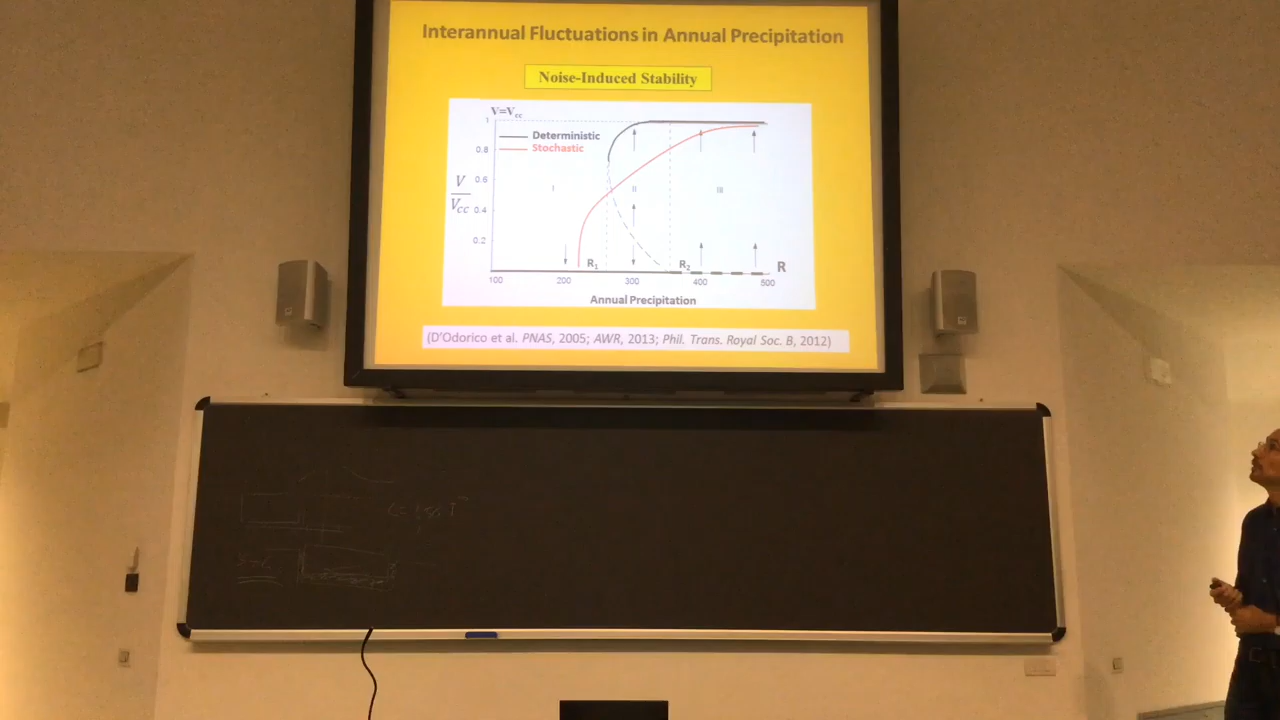 Interannual Fluctuations in Annual Precipitation
Noise-Induced Stability
V=Vcc
1
0.8
0.6
0.4
0.2
V
Vcc
Deterministic
Stochastic
I
II
III
R1
R2
R
100
200
300
400
500
Annual Precipitation
(D'Odorico et al. PNAS, 2005; AWR, 2013; Phil. Trans. Royal Soc. B, 2012)